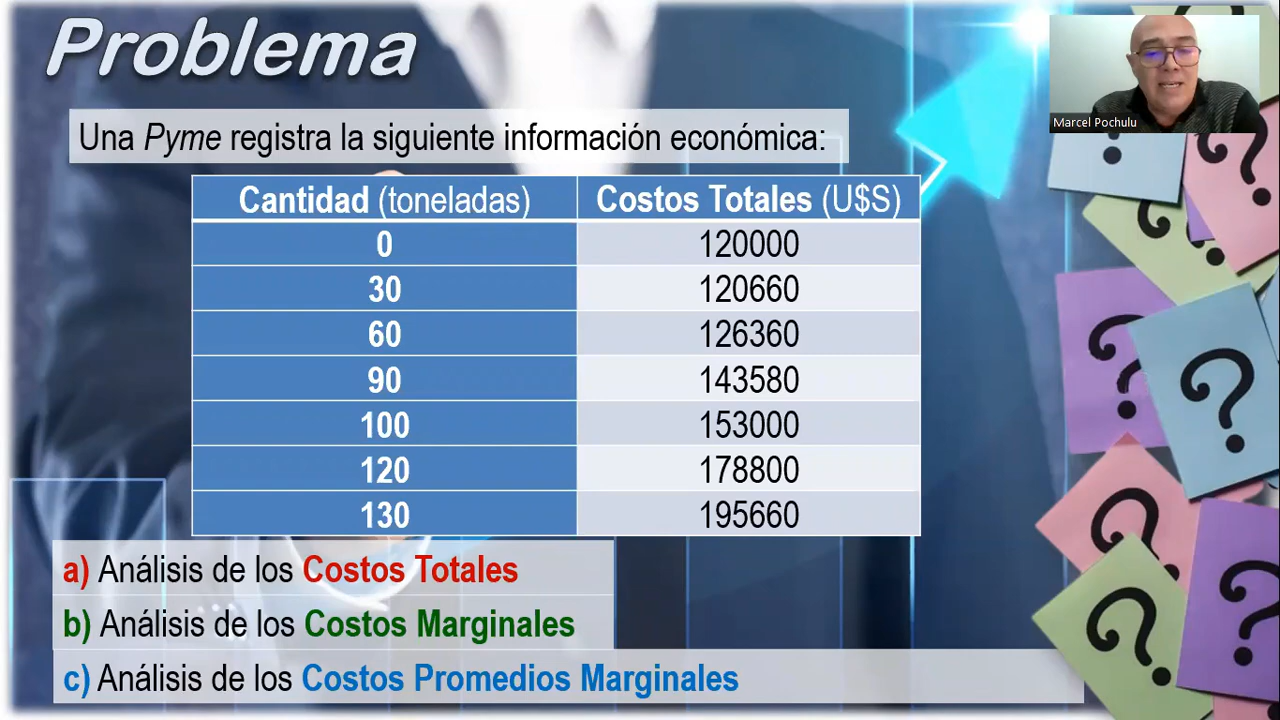 Problema
Marcel Pochulu
Una Pyme registra la siguiente información económica:
Cantidad (toneladas) Costos Totales (U$S)
0 120000
30 120660
60 126360
90 143580
100 153000
120 178800
130 195660
a) Análisis de los Costos Totales
b) Análisis de los Costos Marginales
c) Análisis de los Costos Promedios Marginales